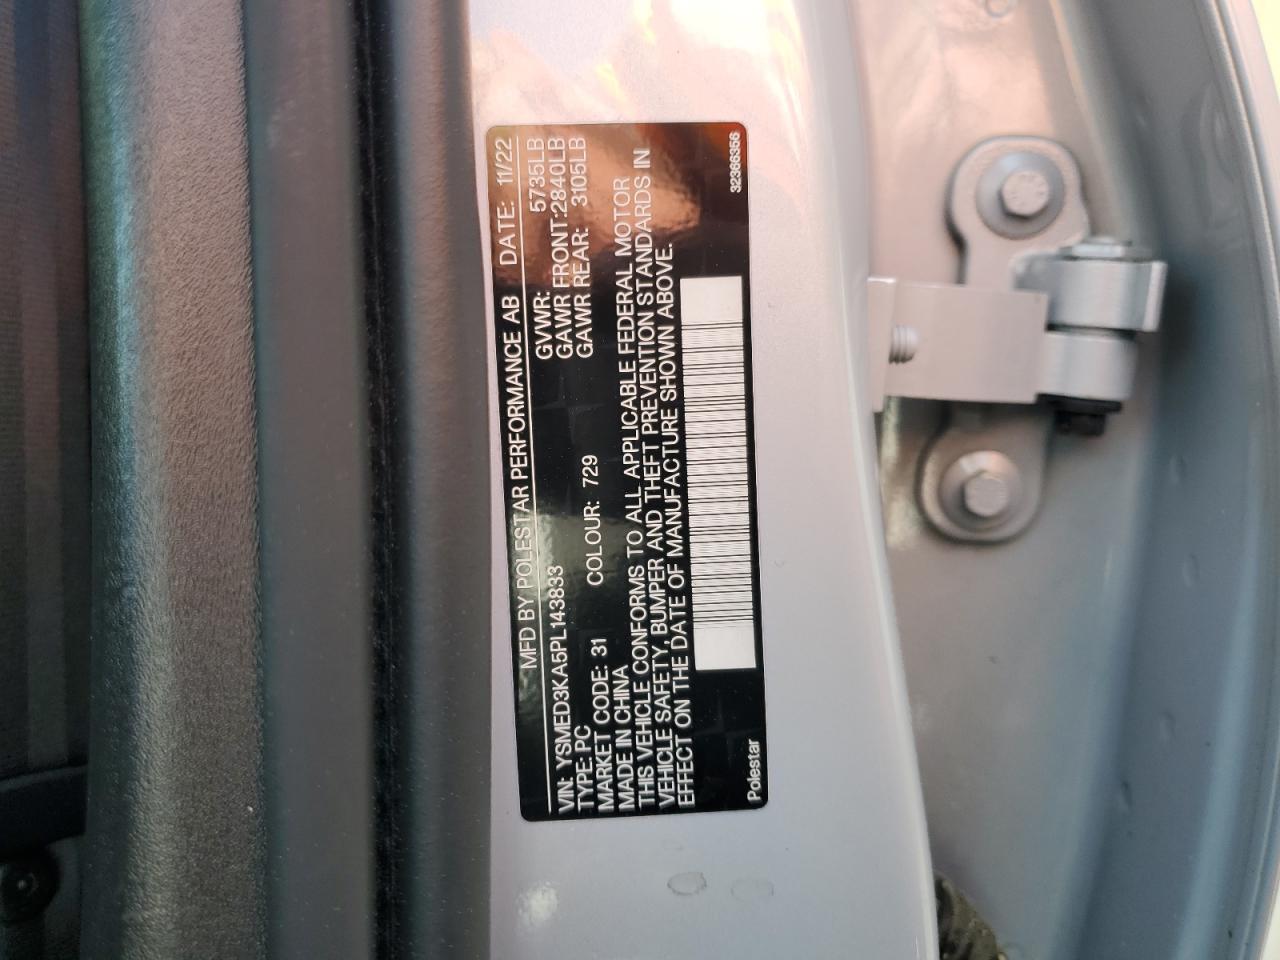 MFD BY POLESTAR PERFORMANCE AB DATE: 11/22
VIN: YSMED3KA5PL143833 GVWR: 5735LB
TYPE: PC GAWR FRONT:2840LB
MARKET CODE: 31 COLOUR: 729 GAWR REAR: 3105LB
MADE IN CHINA
THIS VEHICLE CONFORMS TO ALL APPLICABLE FEDERAL MOTOR
VEHICLE SAFETY, BUMPER AND THEFT PREVENTION STANDARDS IN
EFFECT ON THE DATE OF MANUFACTURE SHOWN ABOVE.
Polestar 32366356